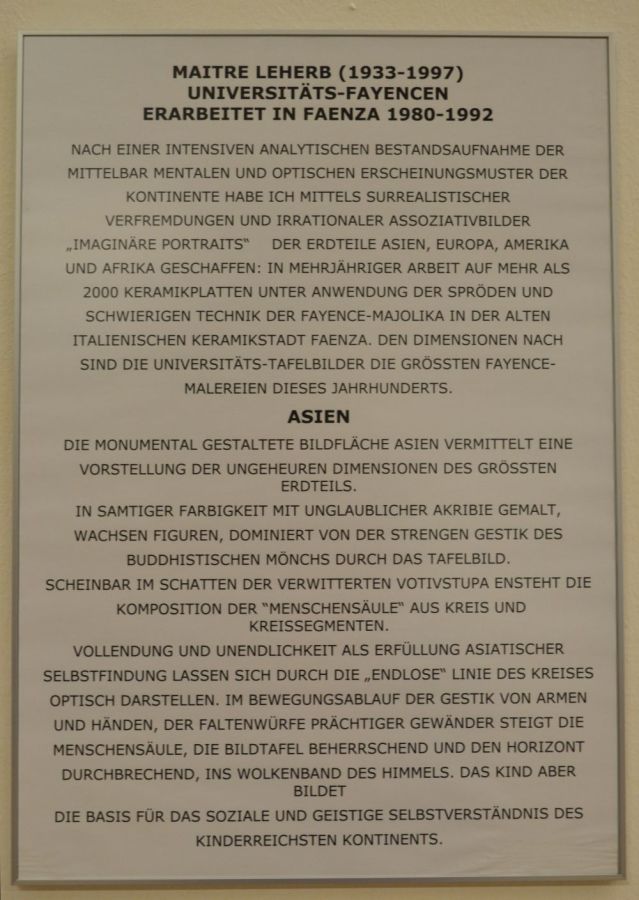 MAITRE LEHERB (1933-1997)
UNIVERSITÄTS-FAYENCEN
ERARBEITET IN FAENZA 1980-1992
NACH EINER INTENSIVEN ANALYTISCHEN BESTANDSAUFNAHME DER
MITTELBAR MENTALEN UND OPTISCHEN ERSCHEINUNGSMUSTER DER
KONTINENTE HABE ICH MITTELS SURREALISTISCHER
VERFREMDUNGEN UND IRRATIONALER ASSOZIATIVBILDER
„IMAGINÄRE PORTRAITS“ DER ERDTEILE ASIEN, EUROPA, AMERIKA
UND AFRIKA GESCHAFFEN: IN MEHRJÄHRIGER ARBEIT AUF MEHR ALS
2000 KERAMIKPLATTEN UNTER ANWENDUNG DER SPRÖDEN UND
SCHWIERIGEN TECHNIK DER FAYENCE-MAJOLIKA IN DER ALTEN
ITALIENISCHEN KERAMIKSTADT FAENZA. DEN DIMENSIONEN NACH
SIND DIE UNIVERSITÄTS-TAFELBILDER DIE GRÖSSTEN FAYENCE-
MALEREIEN DIESES JAHRHUNDERTS.
ASIEN
DIE MONUMENTAL GESTALTETE BILDFLÄCHE ASIEN VERMITTELT EINE
VORSTELLUNG DER UNGEHEUREN DIMENSIONEN DES GRÖSSTEN
ERDTEILS.
IN SAMTIGER FARBIGKEIT MIT UNGLAUBLICHER AKRIBIE GEMALT,
WACHSEN FIGUREN, DOMINIERT VON DER STRENGEN GESTIK DES
BUDDHISTISCHEN MÖNCHS DURCH DAS TAFELBILD.
SCHEINBAR IM SCHATTEN DER VERWITTERTEN VOTIVSTUPA ENSTEHT DIE
KOMPOSITION DER “MENSCHENSÄULE“ AUS KREIS UND
KREISSEGMENTEN.
VOLLENDUNG UND UNENDLICHKEIT ALS ERFÜLLUNG ASIATISCHER
SELBSTFINDUNG LASSEN SICH DURCH DIE „ENDLOSE“ LINIE DES KREISES
OPTISCH DARSTELLEN. IM BEWEGUNGSABLAUF DER GESTIK VON ARMEN
UND HÄNDEN, DER FALTENWÜRFE PRÄCHTIGER GEWÄNDER STEIGT DIE
MENSCHENSÄULE, DIE BILDTAFEL BEHERRSCHEND UND DEN HORIZONT
DURCHBRECHEND, INS WOLKENBAND DES HIMMELS. DAS KIND ABER
BILDET
DIE BASIS FÜR DAS SOZIALE UND GEISTIGE SELBSTVERSTÄNDNIS DES
KINDERREICHSTEN KONTINENTS.